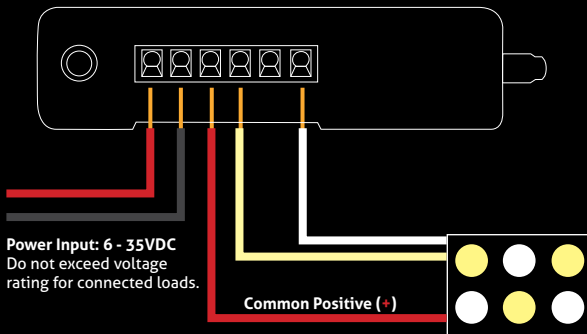 Power Input: 6 - 35VDC
Do not exceed voltage
rating for connected loads.
Common Positive (+)